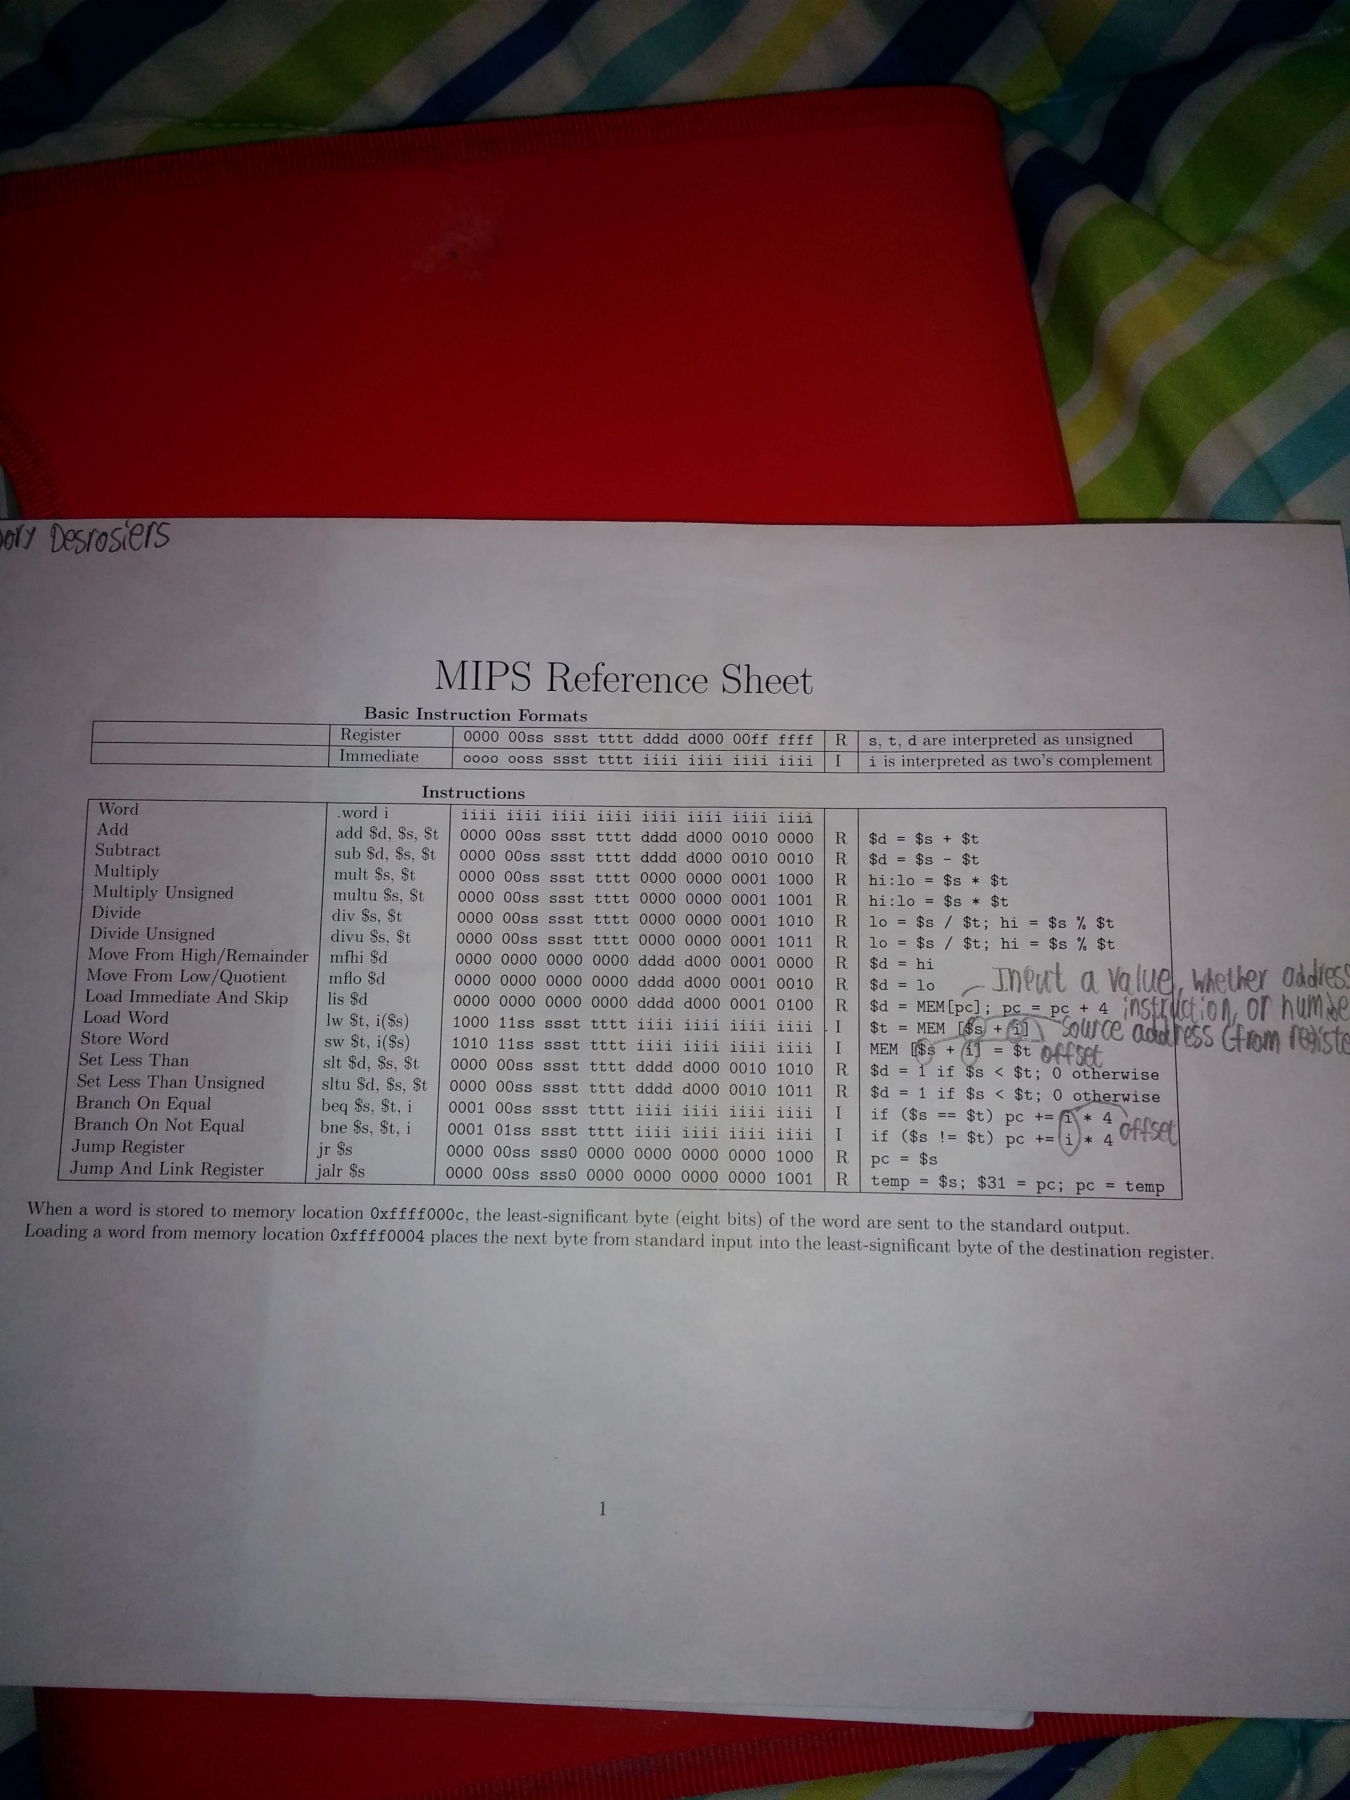 Desrosiers
MIPS Reference Sheet
Basic Instruction Formats
Register 0000 00ss ssst tttt dddd d000 00ff ffff R s, t, d are interpreted as unsigned
Immediate oooo ooss ssst tttt iiii iiii iiii iiii I i is interpreted as two's complement
Instructions
Word .word i iiii iiii iiii iiii iiii iiii iiii iiii
Add add $d, $s, $t 0000 00ss ssst tttt dddd d000 0010 0000 R $d = $s + $t
Subtract sub $d, $s, $t 0000 00ss ssst tttt dddd d000 0010 0010 R $d = $s - $t
Multiply mult $s, $t 0000 00ss ssst tttt 0000 0000 0001 1000 R hi:lo = $s * $t
Multiply Unsigned multu $s, $t 0000 00ss ssst tttt 0000 0000 0001 1001 R hi:lo = $s * $t
Divide div $s, $t 0000 00ss ssst tttt 0000 0000 0001 1010 R lo = $s / $t; hi = $s % $t
Divide Unsigned divu $s, $t 0000 00ss ssst tttt 0000 0000 0001 1011 R lo = $s / $t; hi = $s % $t
Move From High/Remainder mfhi $d 0000 0000 0000 0000 dddd d000 0001 0000 R $d = hi
Move From Low/Quotient mflo $d 0000 0000 0000 0000 dddd d000 0001 0010 R $d = lo
Input a value, whether address
Load Immediate And Skip lis $d 0000 0000 0000 0000 dddd d000 0001 0100 R $d = MEM[pc]; pc = pc + 4 instruction, or numbe
Load Word lw $t, i($s) 1000 11ss ssst tttt iiii iiii iiii iiii I $t = MEM [$s + i] source address (from registe
Store Word sw $t, i($s) 1010 11ss ssst tttt iiii iiii iiii iiii I MEM [$s + i] = $t offset
Set Less Than slt $d, $s, $t 0000 00ss ssst tttt dddd d000 0010 1010 R $d = 1 if $s < $t; 0 otherwise
Set Less Than Unsigned sltu $d, $s, $t 0000 00ss ssst tttt dddd d000 0010 1011 R $d = 1 if $s < $t; 0 otherwise
Branch On Equal beq $s, $t, i 0001 00ss ssst tttt iiii iiii iiii iiii I if ($s == $t) pc += i * 4
Branch On Not Equal bne $s, $t, i 0001 01ss ssst tttt iiii iiii iiii iiii I if ($s != $t) pc += i * 4 offset
Jump Register jr $s 0000 00ss sss0 0000 0000 0000 0000 1000 R pc = $s
Jump And Link Register jalr $s 0000 00ss sss0 0000 0000 0000 0000 1001 R temp = $s; $31 = pc; pc = temp
When a word is stored to memory location 0xffff000c, the least-significant byte (eight bits) of the word are sent to the standard output.
Loading a word from memory location 0xffff0004 places the next byte from standard input into the least-significant byte of the destination register.
1